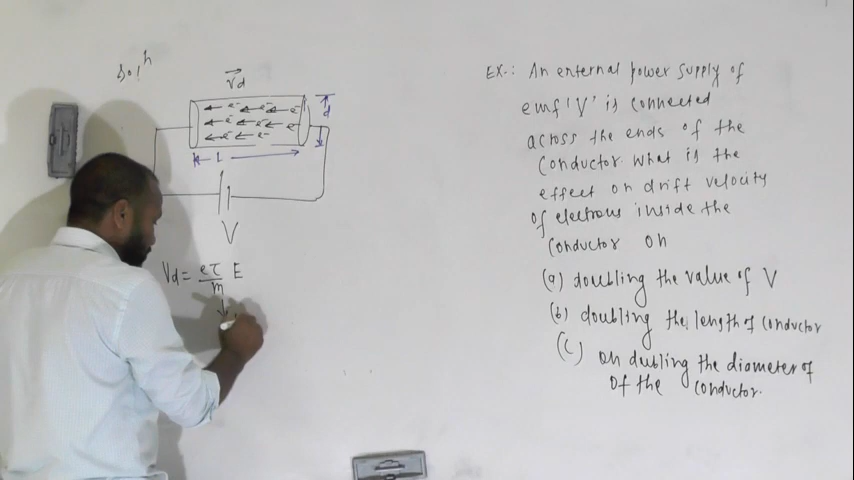 Solⁿ
Vd
e⁻ e⁻ e⁻
e⁻ e⁻ e⁻
e⁻ e⁻
d
L
V
Vd = eτ/m E
EX-: An external power supply of
emf 'V' is connected
across the ends of the
Conductor. What is the
effect on drift velocity
of electrons inside the
Conductor on
(a) doubling the value of V
(b) doubling the length of conductor
(C) on dubling the diameter of
of the conductor.